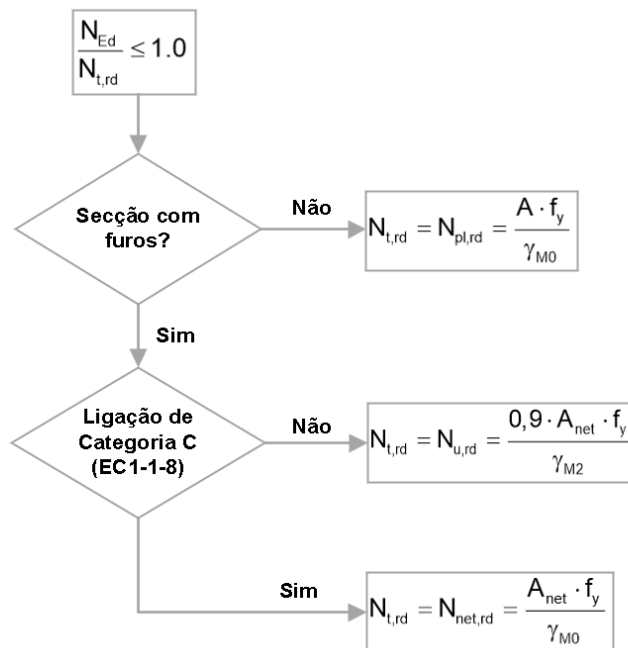 N_Ed / N_t,rd ≤ 1.0
Secção com
furos?
Não
N_t,rd = N_pl,rd = A · f_y / γ_M0
Sim
Ligação de
Categoria C
(EC1-1-8)
Não
N_t,rd = N_u,rd = 0,9 · A_net · f_y / γ_M2
Sim
N_t,rd = N_net,rd = A_net · f_y / γ_M0